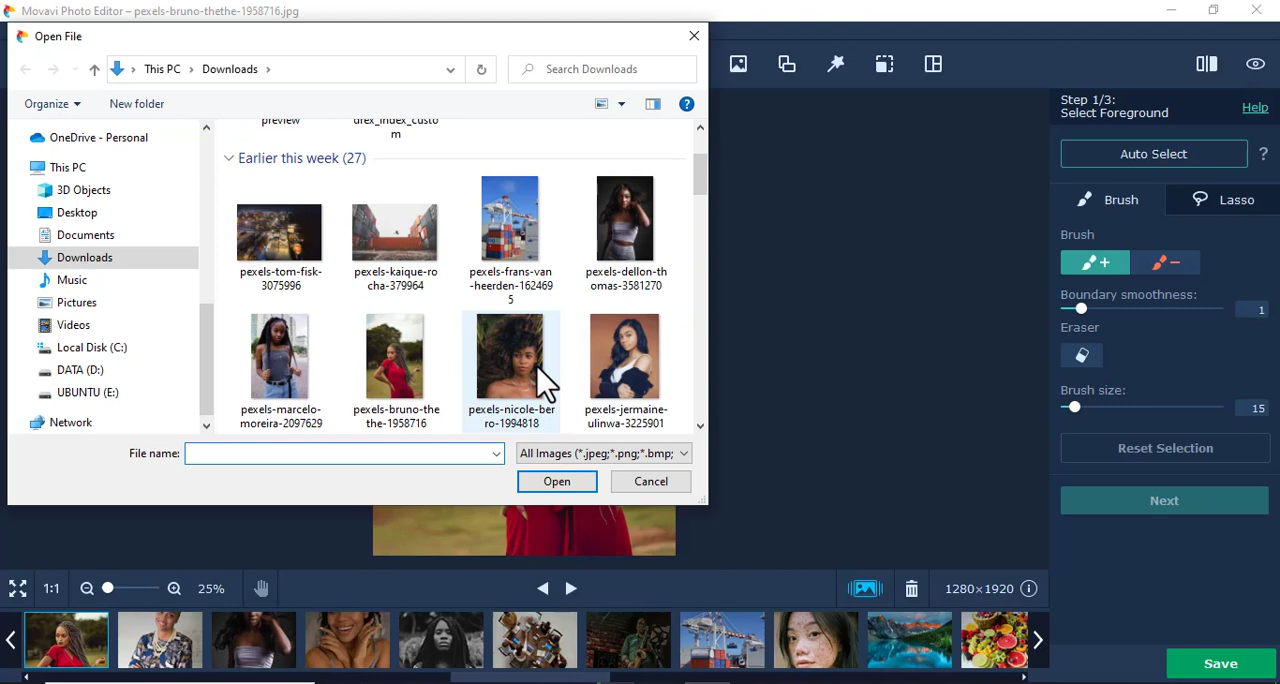 Movavi Photo Editor – pexels-bruno-thethe-1958716.jpg
Open File
This PC
Downloads
Search Downloads
Organize
New folder
OneDrive - Personal
This PC
3D Objects
Desktop
Documents
Downloads
Music
Pictures
Videos
Local Disk (C:)
DATA (D:)
UBUNTU (E:)
Network
preview
drex_index_custo
m
Earlier this week (27)
pexels-tom-fisk-
3075996
pexels-kaique-ro
cha-379964
pexels-frans-van
-heerden-162469
5
pexels-dellon-th
omas-3581270
pexels-marcelo-
moreira-2097629
pexels-bruno-the
the-1958716
pexels-nicole-ber
ro-1994818
pexels-jermaine-
ulinwa-3225901
File name:
All Images (*.jpeg;*.png;*.bmp;
Open
Cancel
Step 1/3:
Select Foreground
Help
Auto Select
?
Brush
Lasso
Brush
+
−
Boundary smoothness:
1
Eraser
Brush size:
15
Reset Selection
Next
1:1
25%
1280×1920
Save